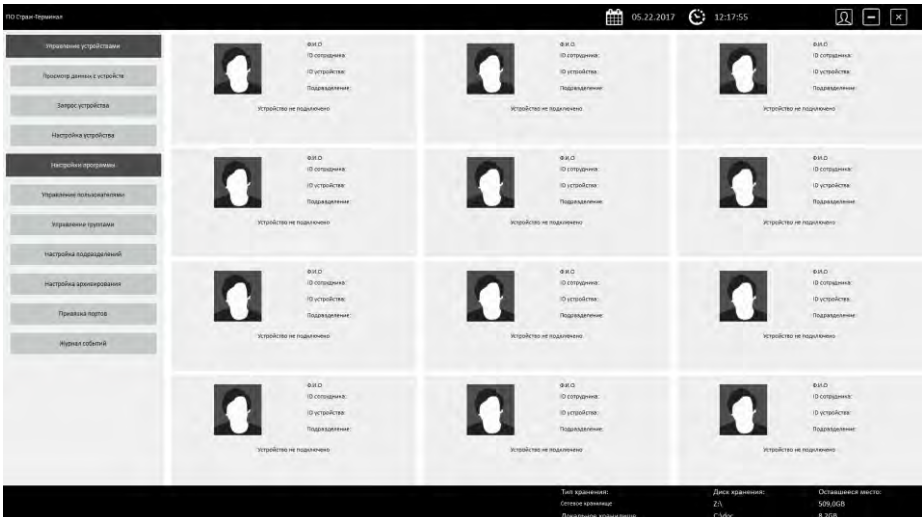 ПО Страж-Терминал 05.22.2017 12:17:55
Управление устройствами
Просмотр данных с устройств
Запрос устройства
Настройка устройства
Настройки программы
Управление пользователями
Управление группами
Настройка подразделений
Настройка архивирования
Привязка портов
Журнал событий
Ф.И.О
ID сотрудника:
ID устройства:
Подразделение:
Устройство не подключено
Ф.И.О
ID сотрудника:
ID устройства:
Подразделение:
Устройство не подключено
Ф.И.О
ID сотрудника:
ID устройства:
Подразделение:
Устройство не подключено
Ф.И.О
ID сотрудника:
ID устройства:
Подразделение:
Устройство не подключено
Ф.И.О
ID сотрудника:
ID устройства:
Подразделение:
Устройство не подключено
Ф.И.О
ID сотрудника:
ID устройства:
Подразделение:
Устройство не подключено
Ф.И.О
ID сотрудника:
ID устройства:
Подразделение:
Устройство не подключено
Ф.И.О
ID сотрудника:
ID устройства:
Подразделение:
Устройство не подключено
Ф.И.О
ID сотрудника:
ID устройства:
Подразделение:
Устройство не подключено
Ф.И.О
ID сотрудника:
ID устройства:
Подразделение:
Устройство не подключено
Ф.И.О
ID сотрудника:
ID устройства:
Подразделение:
Устройство не подключено
Ф.И.О
ID сотрудника:
ID устройства:
Подразделение:
Устройство не подключено
Тип хранения: Диск хранения: Оставшееся место:
Сетевое хранилище Z:\ 509,0GB
Локальное хранилище C:\doc 8,2GB